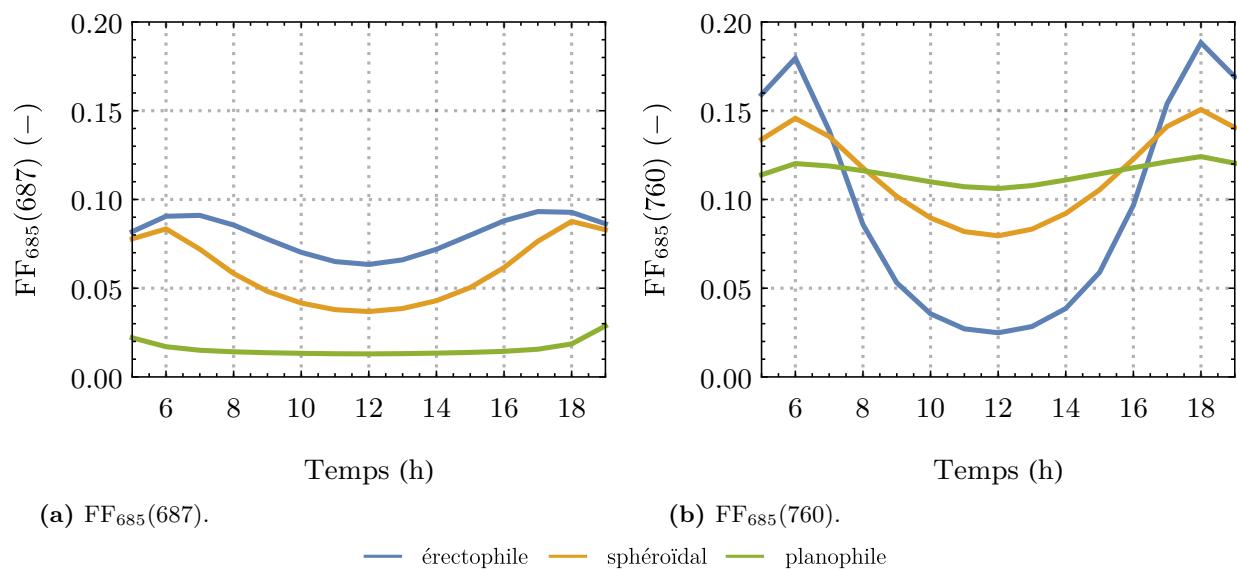 FF685(687) (−)
0.20
0.15
0.10
0.05
0.00
6 8 10 12 14 16 18
Temps (h)
(a) FF685(687).
FF685(760) (−)
0.20
0.15
0.10
0.05
0.00
6 8 10 12 14 16 18
Temps (h)
(b) FF685(760).
érectophile sphéroïdal planophile